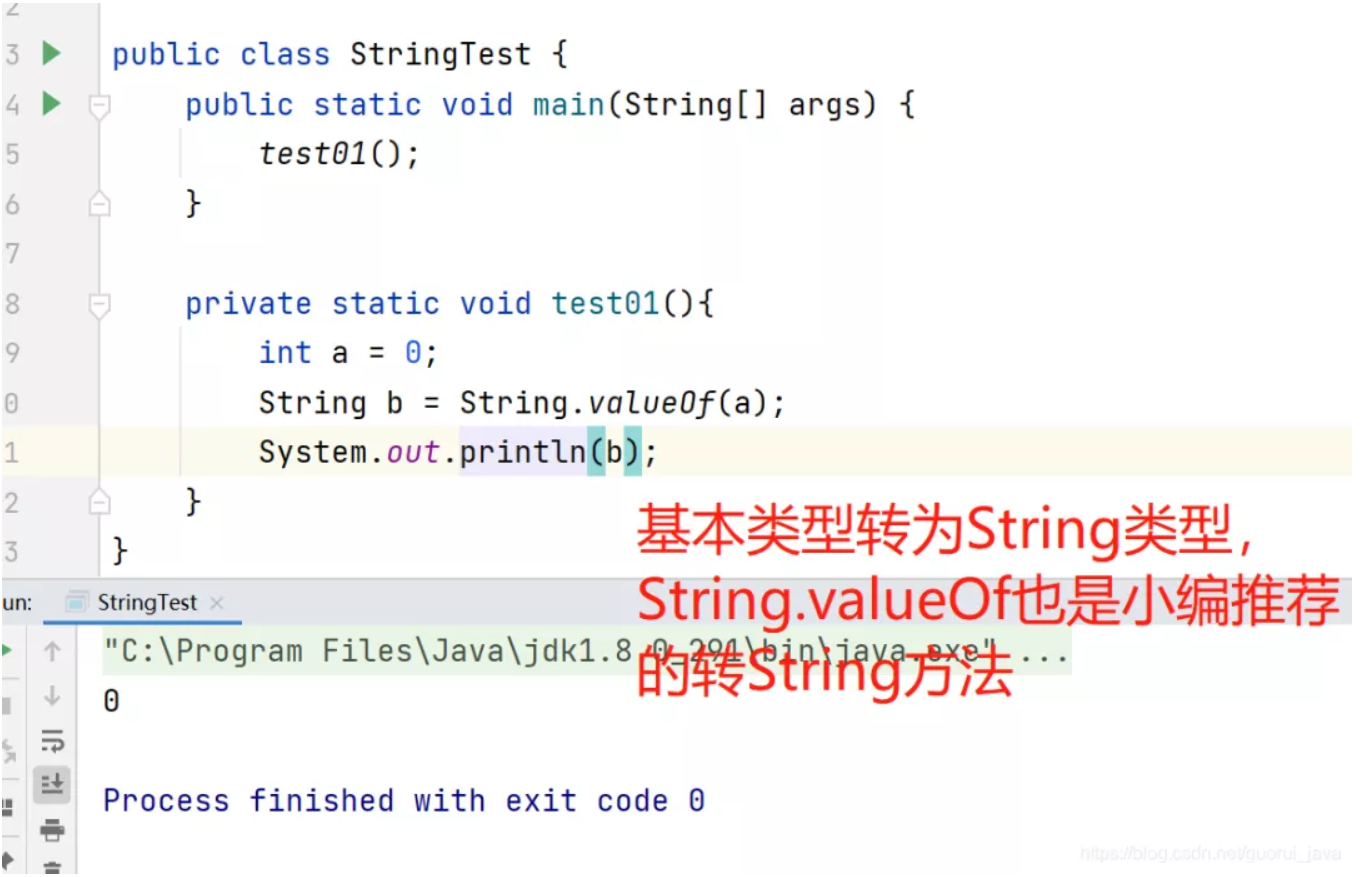 2
3 public class StringTest {
4 public static void main(String[] args) {
5 test01();
6 }
7
8 private static void test01(){
9 int a = 0;
0 String b = String.valueOf(a);
1 System.out.println(b);
2 }
3 }
基本类型转为String类型，
String.valueOf也是小编推荐
的转String方法
un: StringTest ×
"C:\Program Files\Java\jdk1.8.0_291\bin\java.exe" ...
0
Process finished with exit code 0
https://blog.csdn.net/guorui_java